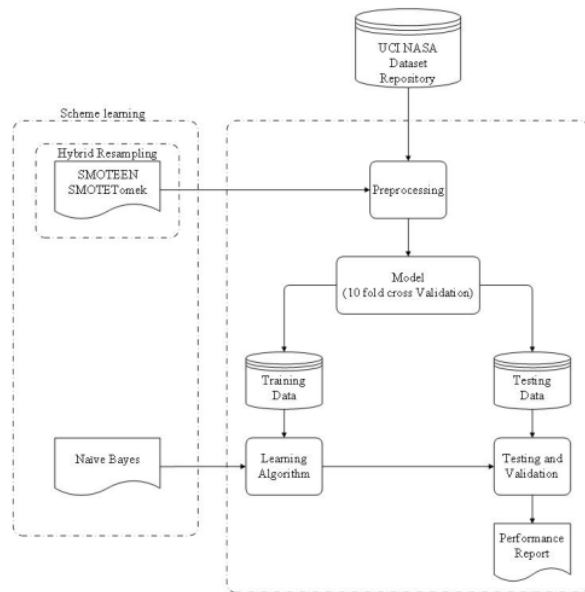 UCI NASA
Dataset
Repository
Scheme learning
Hybrid Resampling
SMOTEEN
SMOTETomek
Preprocessing
Model
(10 fold cross Validation)
Training
Data
Testing
Data
Naïve Bayes
Learning
Algorithm
Testing and
Validation
Performance
Report